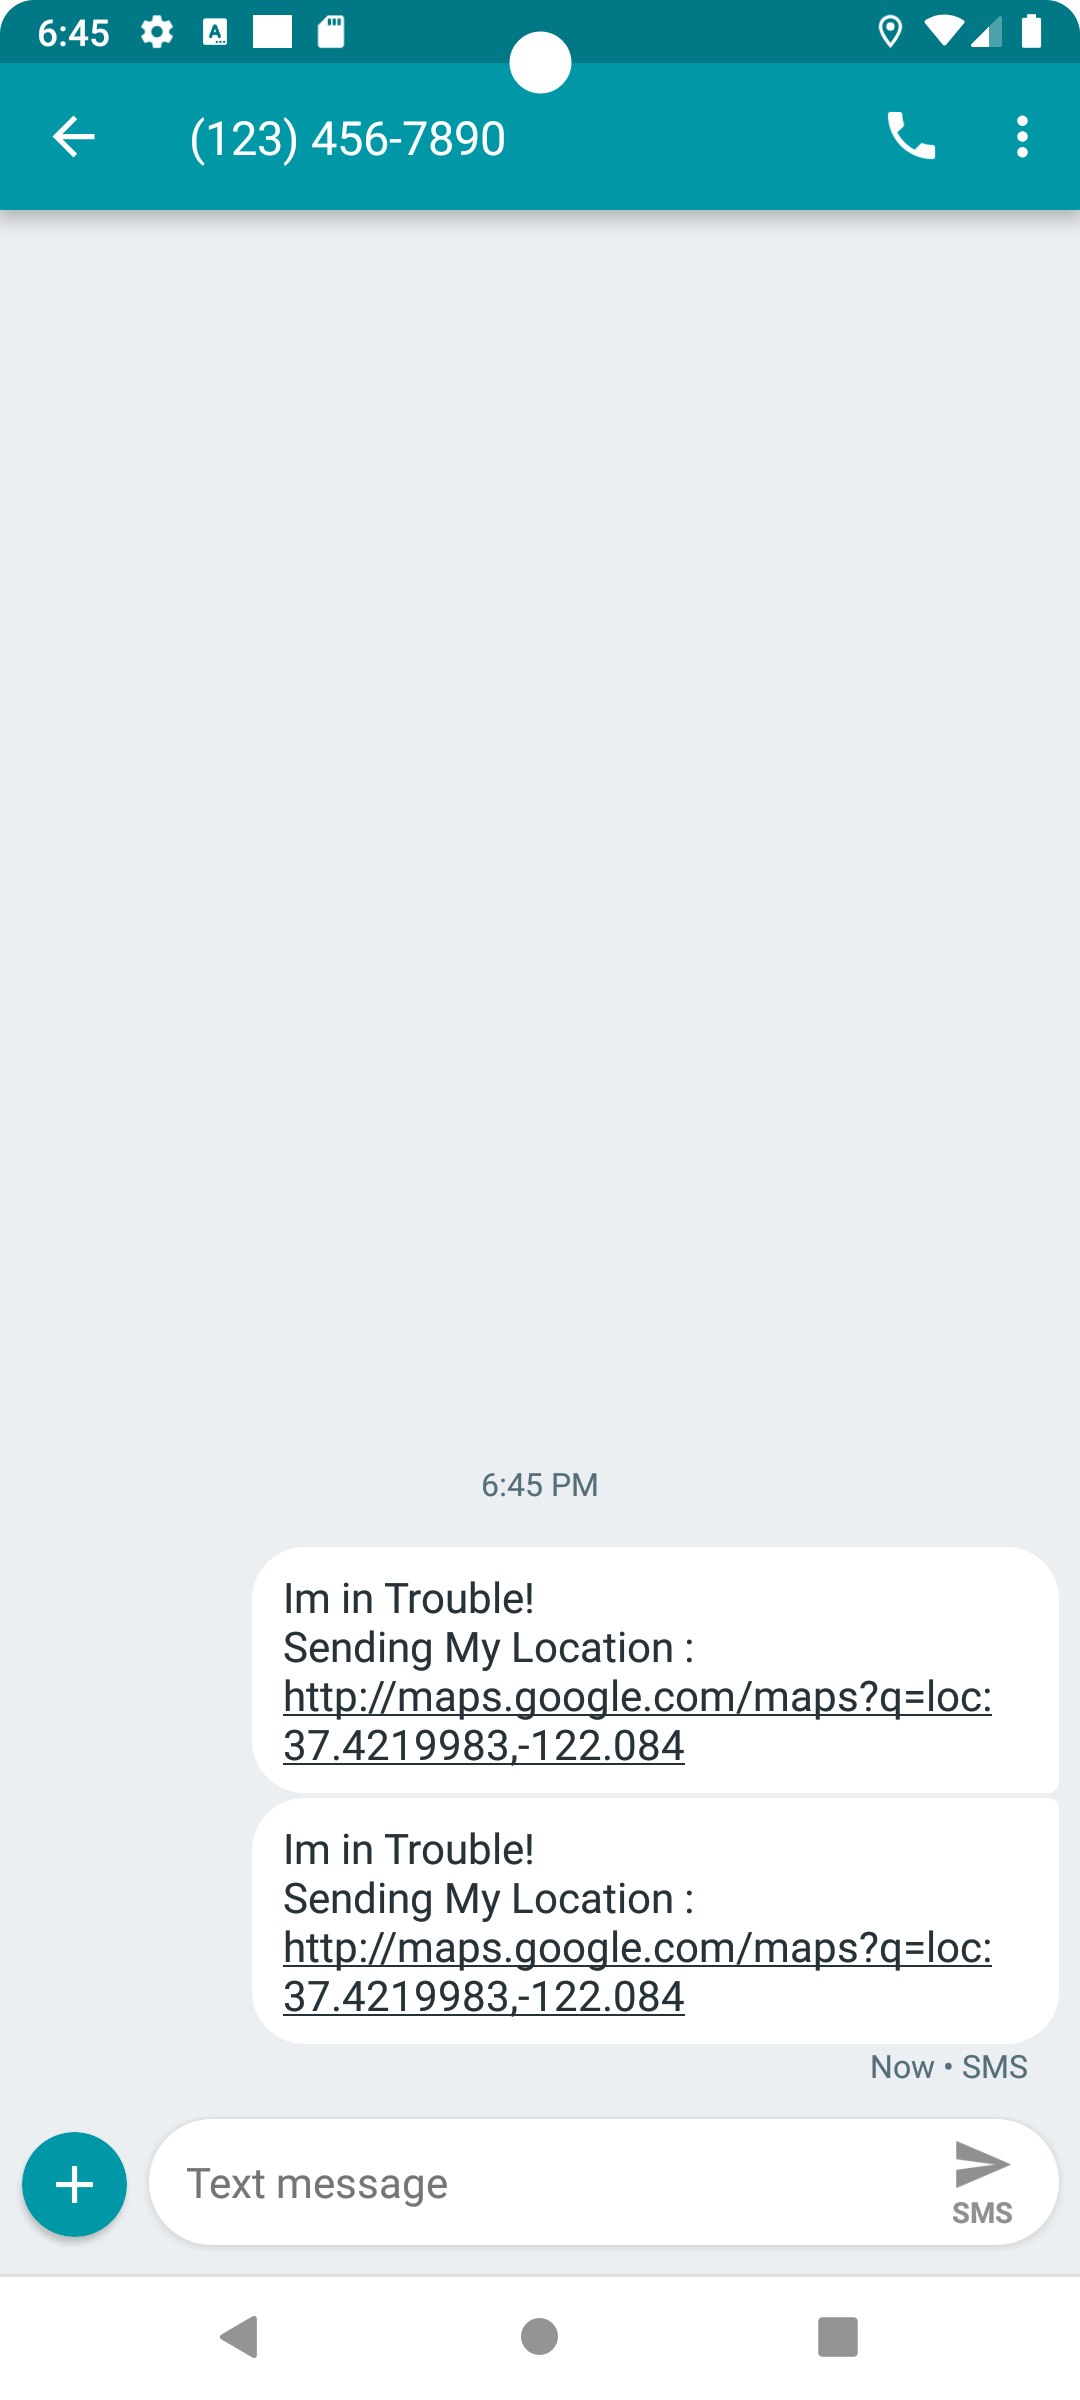 6:45
(123) 456-7890
6:45 PM
Im in Trouble!
Sending My Location :
http://maps.google.com/maps?q=loc:
37.4219983,-122.084
Im in Trouble!
Sending My Location :
http://maps.google.com/maps?q=loc:
37.4219983,-122.084
Now • SMS
Text message
SMS